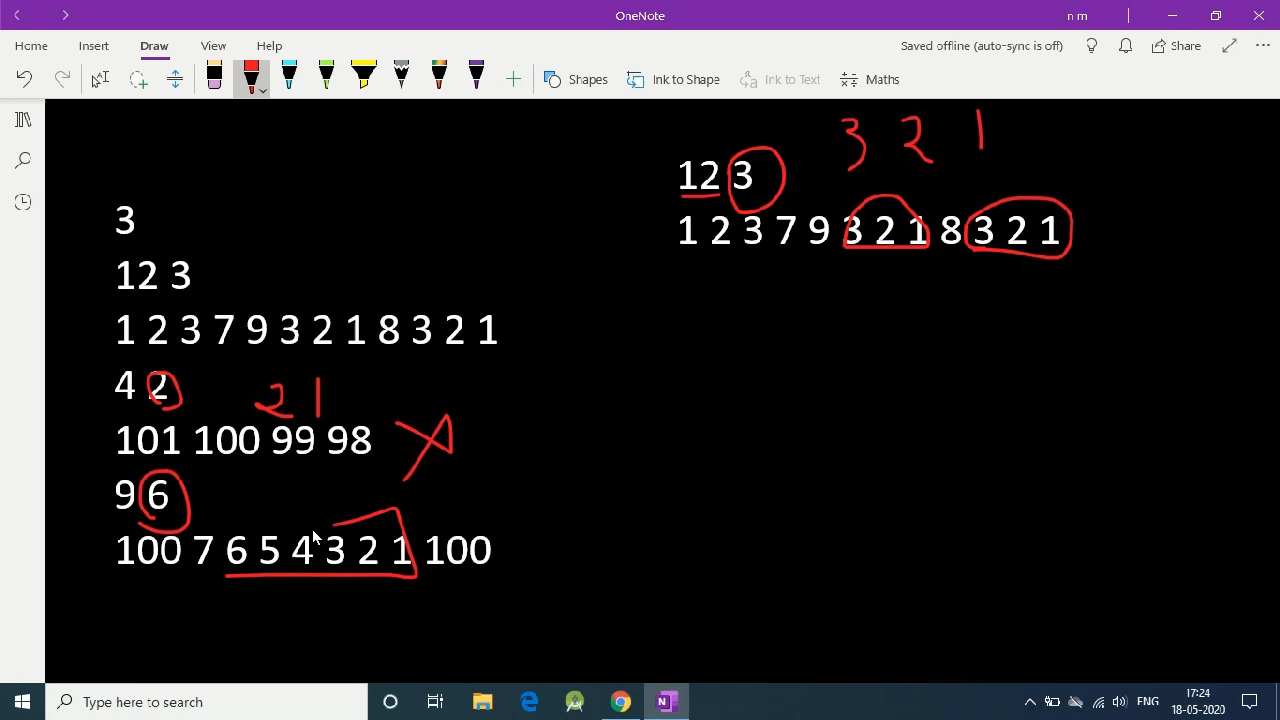 OneNote
n m
Home Insert Draw View Help
Saved offline (auto-sync is off)
Share
Shapes
Ink to Shape
Ink to Text
Maths
3
12 3
1 2 3 7 9 3 2 1 8 3 2 1
4 2
2 1
101 100 99 98
9 6
100 7 6 5 4 3 2 1 100
3 2 1
12 3
1 2 3 7 9 3 2 1 8 3 2 1
Type here to search
N
ENG
17:24
18-05-2020